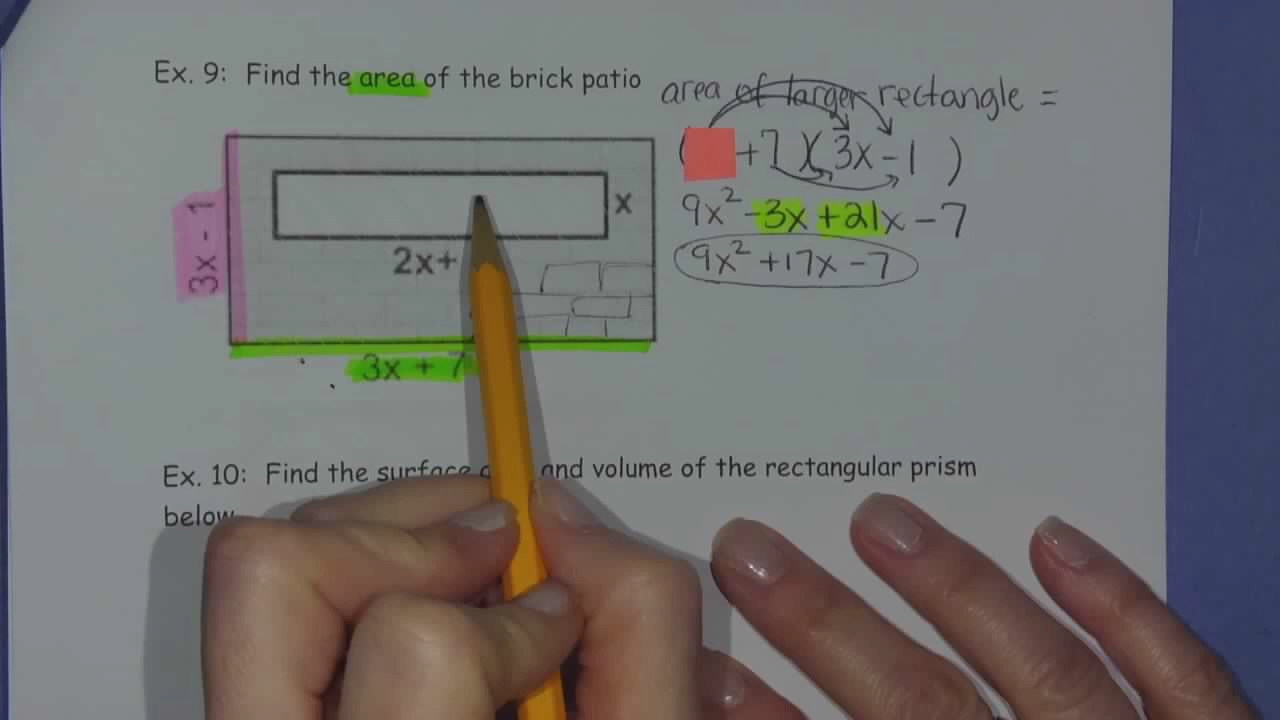 Ex. 9: Find the area of the brick patio
area of larger rectangle =
( +7)(3x-1)
9x²-3x+21x-7
9x²+17x-7
3x - 1
x
2x+
3x + 7
Ex. 10: Find the surface and volume of the rectangular prism
below